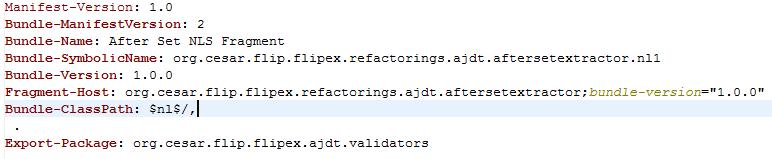 Manifest-Version: 1.0
Bundle-ManifestVersion: 2
Bundle-Name: After Set NLS Fragment
Bundle-SymbolicName: org.cesar.flip.flipex.refactorings.ajdt.aftersetextractor.nl1
Bundle-Version: 1.0.0
Fragment-Host: org.cesar.flip.flipex.refactorings.ajdt.aftersetextractor;bundle-version="1.0.0"
Bundle-ClassPath: $nl$/,
.
Export-Package: org.cesar.flip.flipex.ajdt.validators